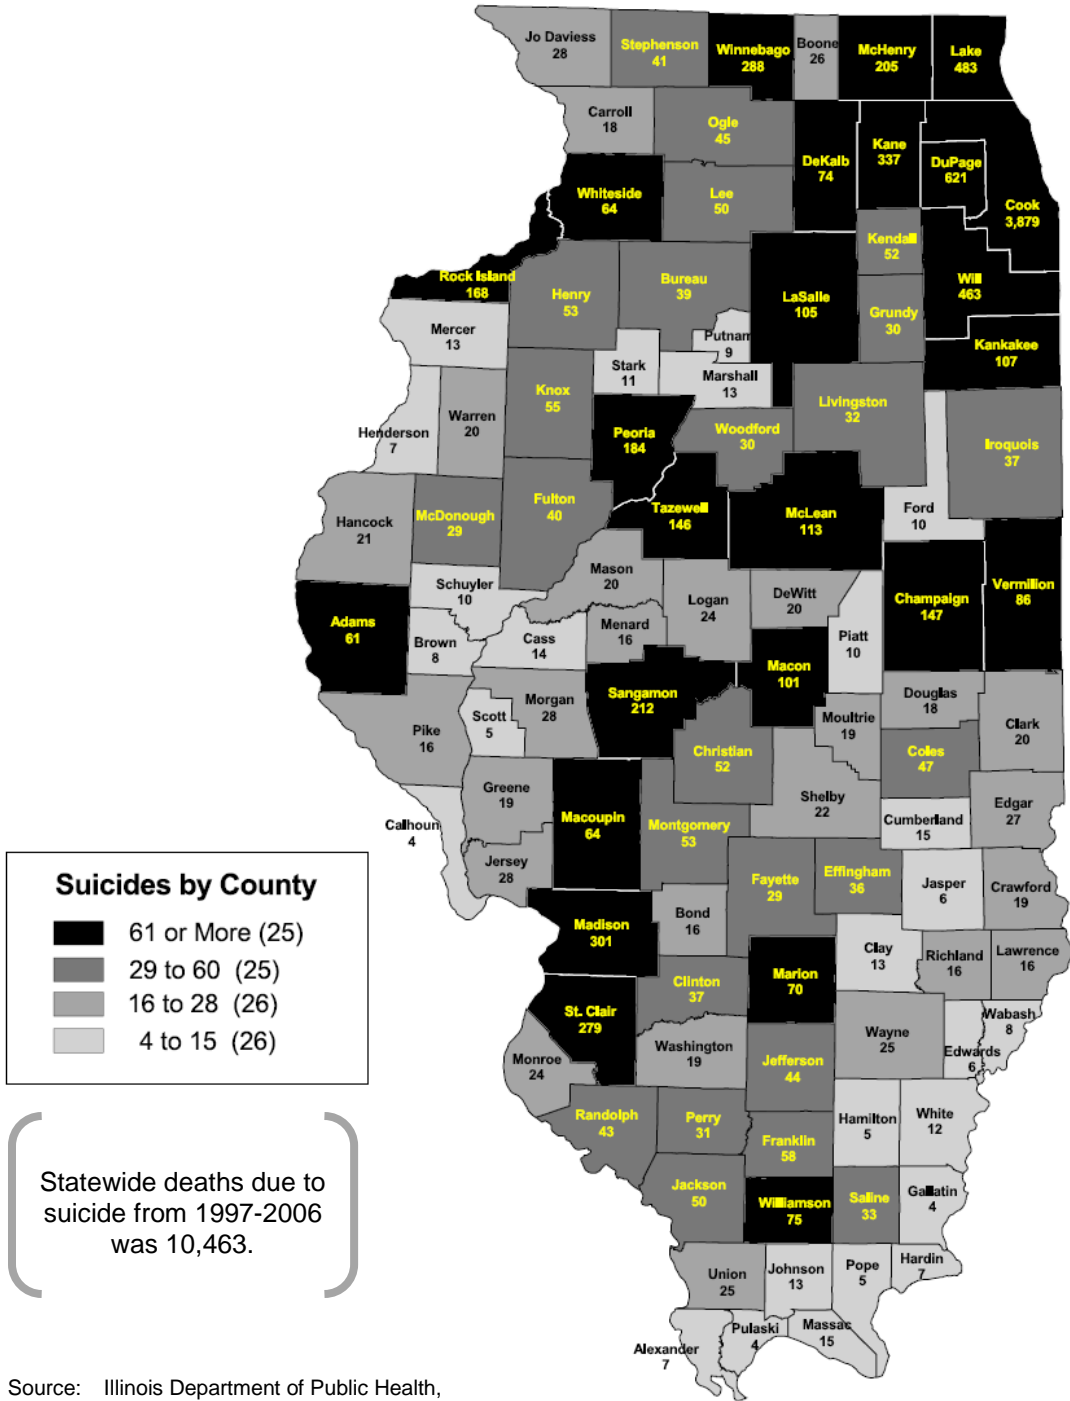 Jo Daviess
28
Stephenson
41
Winnebago
288
Boone
26
McHenry
205
Lake
483
Carroll
18
Ogle
45
DeKalb
74
Kane
337
DuPage
621
Cook
3,879
Whiteside
64
Lee
50
Kendall
52
Rock Island
168
Henry
53
Bureau
39
LaSalle
105
Grundy
30
Will
463
Kankakee
107
Mercer
13
Putnam
9
Stark
11
Marshall
13
Knox
55
Livingston
32
Henderson
7
Warren
20
Peoria
184
Woodford
30
Iroquois
37
Hancock
21
McDonough
29
Fulton
40
Tazewell
146
McLean
113
Ford
10
Schuyler
10
Mason
20
Logan
24
DeWitt
20
Champaign
147
Vermillion
86
Adams
61
Brown
8
Cass
14
Menard
16
Piatt
10
Macon
101
Sangamon
212
Morgan
28
Scott
5
Pike
16
Douglas
18
Moultrie
19
Clark
20
Christian
52
Coles
47
Greene
19
Shelby
22
Edgar
27
Calhoun
4
Macoupin
64
Montgomery
53
Cumberland
15
Jersey
28
Fayette
29
Effingham
36
Jasper
6
Crawford
19
Madison
301
Bond
16
Clay
13
Richland
16
Lawrence
16
Marion
70
Clinton
37
St. Clair
279
Wabash
8
Wayne
25
Edwards
6
Monroe
24
Washington
19
Jefferson
44
Randolph
43
Perry
31
Franklin
58
Hamilton
5
White
12
Jackson
50
Williamson
75
Saline
33
Gallatin
4
Union
25
Johnson
13
Pope
5
Hardin
7
Alexander
7
Pulaski
4
Massac
15
Suicides by County
61 or More (25)
29 to 60 (25)
16 to 28 (26)
4 to 15 (26)
Statewide deaths due to
suicide from 1997-2006
was 10,463.
Source: Illinois Department of Public Health,